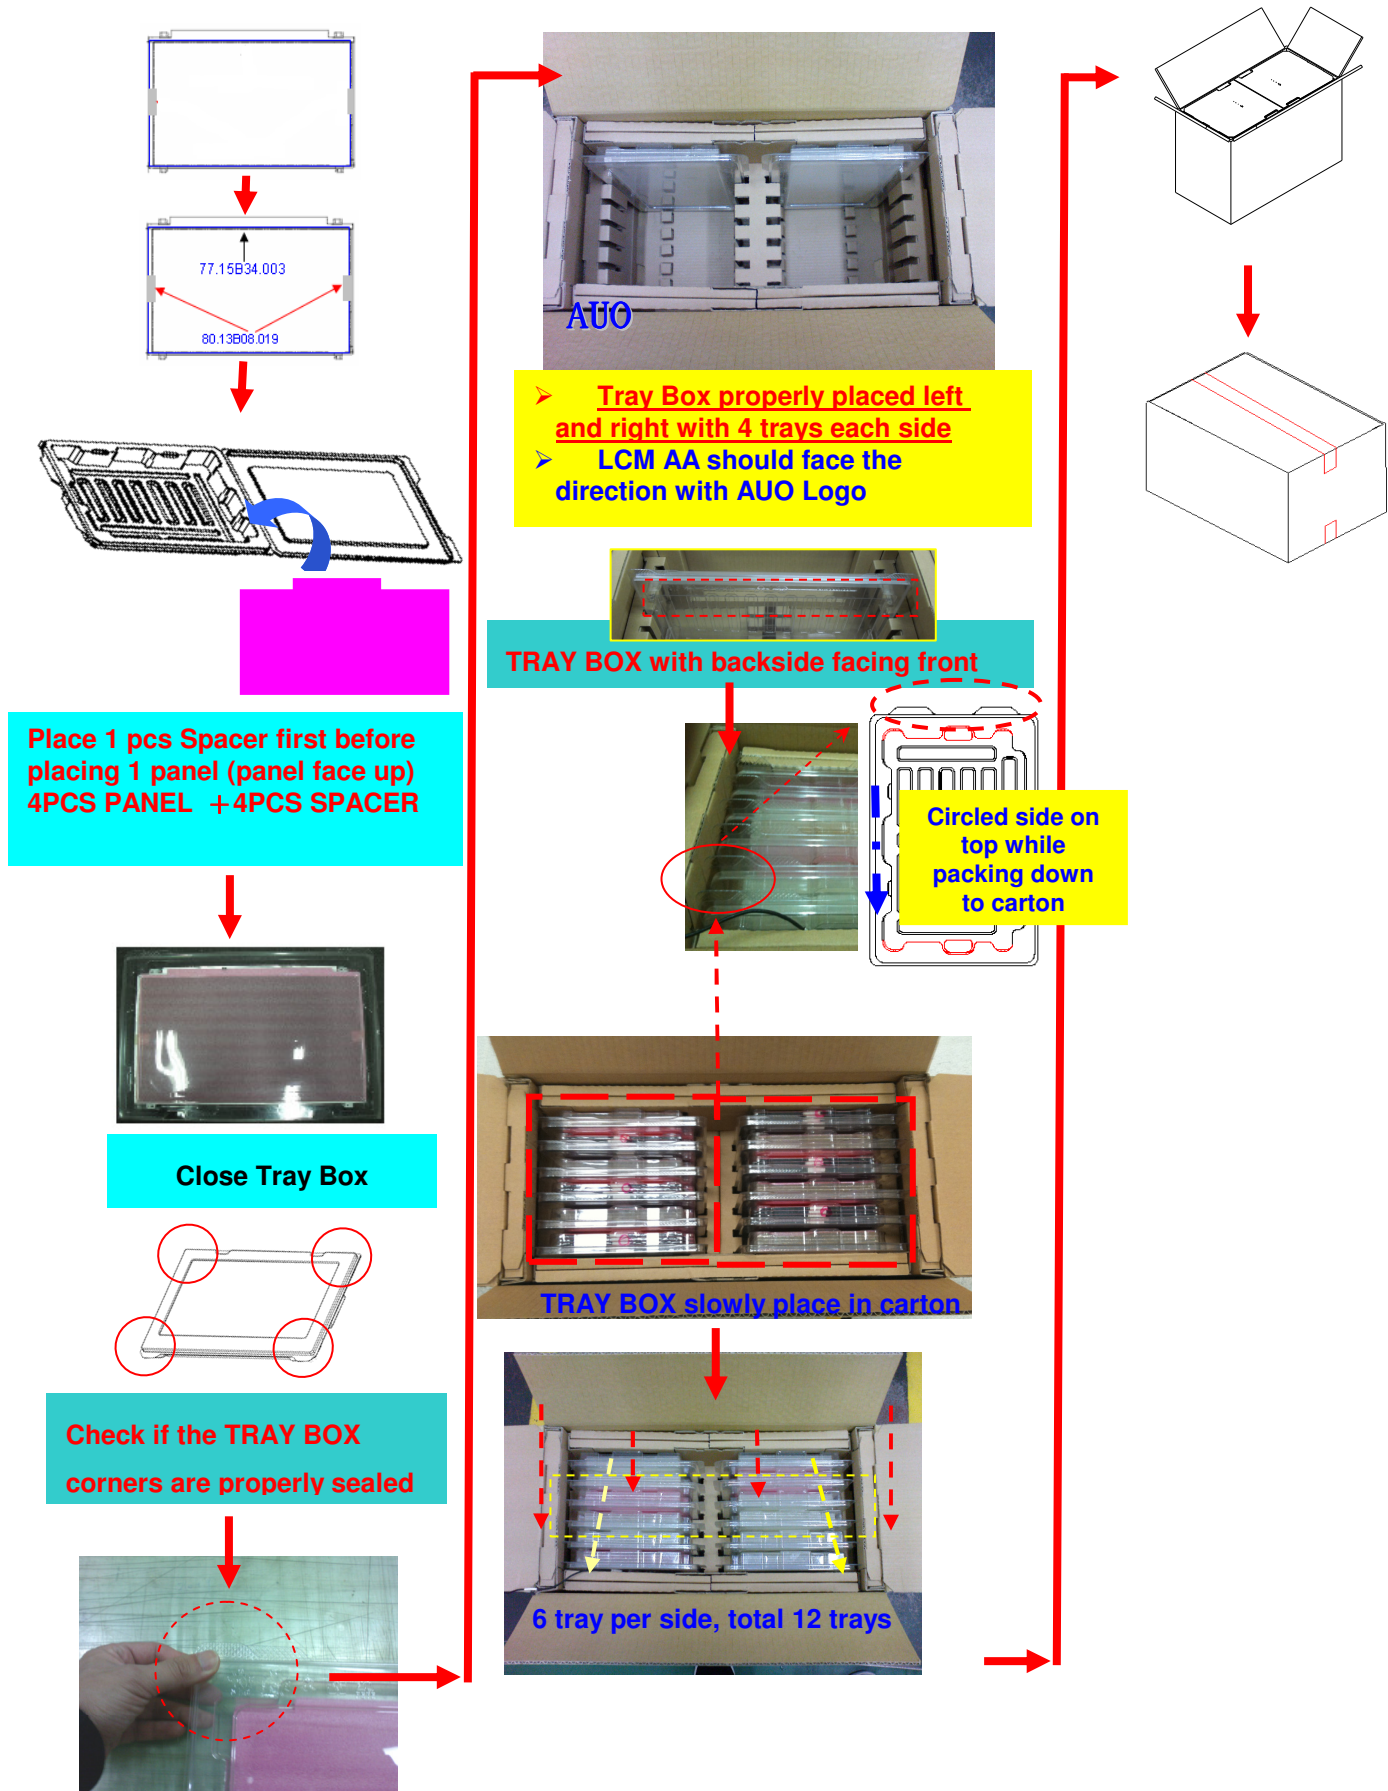 77.15B34.003
80.13B08.019
Place 1 pcs Spacer first before
placing 1 panel (panel face up)
4PCS PANEL +4PCS SPACER
Close Tray Box
Check if the TRAY BOX
corners are properly sealed
AUO
➢ Tray Box properly placed left
and right with 4 trays each side
➢ LCM AA should face the
direction with AUO Logo
TRAY BOX with backside facing front
Circled side on
top while
packing down
to carton
TRAY BOX slowly place in carton
6 tray per side, total 12 trays